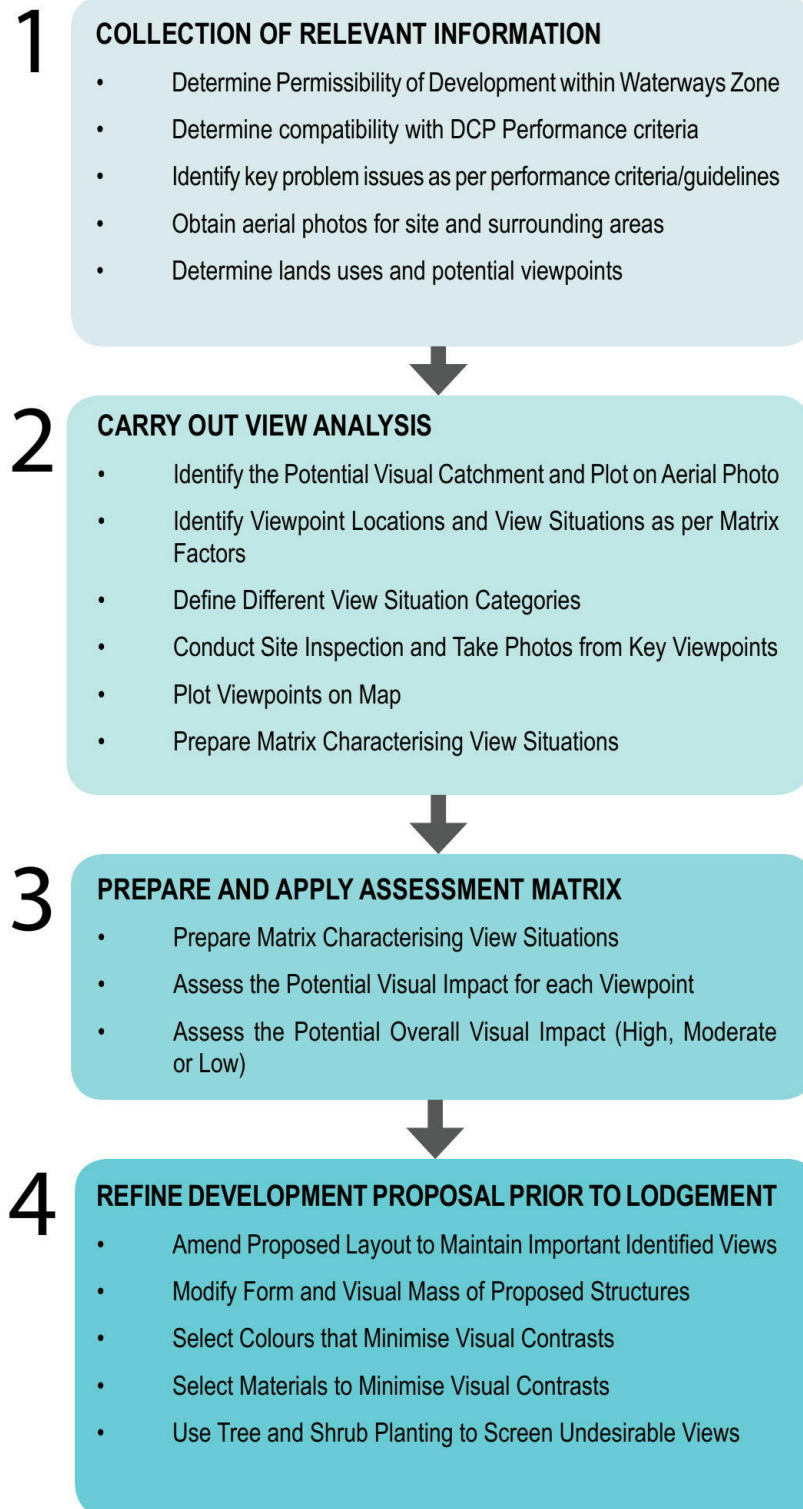 1
COLLECTION OF RELEVANT INFORMATION
• Determine Permissibility of Development within Waterways Zone
• Determine compatibility with DCP Performance criteria
• Identify key problem issues as per performance criteria/guidelines
• Obtain aerial photos for site and surrounding areas
• Determine lands uses and potential viewpoints
2
CARRY OUT VIEW ANALYSIS
• Identify the Potential Visual Catchment and Plot on Aerial Photo
• Identify Viewpoint Locations and View Situations as per Matrix
Factors
• Define Different View Situation Categories
• Conduct Site Inspection and Take Photos from Key Viewpoints
• Plot Viewpoints on Map
• Prepare Matrix Characterising View Situations
3
PREPARE AND APPLY ASSESSMENT MATRIX
• Prepare Matrix Characterising View Situations
• Assess the Potential Visual Impact for each Viewpoint
• Assess the Potential Overall Visual Impact (High, Moderate
or Low)
4
REFINE DEVELOPMENT PROPOSAL PRIOR TO LODGEMENT
• Amend Proposed Layout to Maintain Important Identified Views
• Modify Form and Visual Mass of Proposed Structures
• Select Colours that Minimise Visual Contrasts
• Select Materials to Minimise Visual Contrasts
• Use Tree and Shrub Planting to Screen Undesirable Views